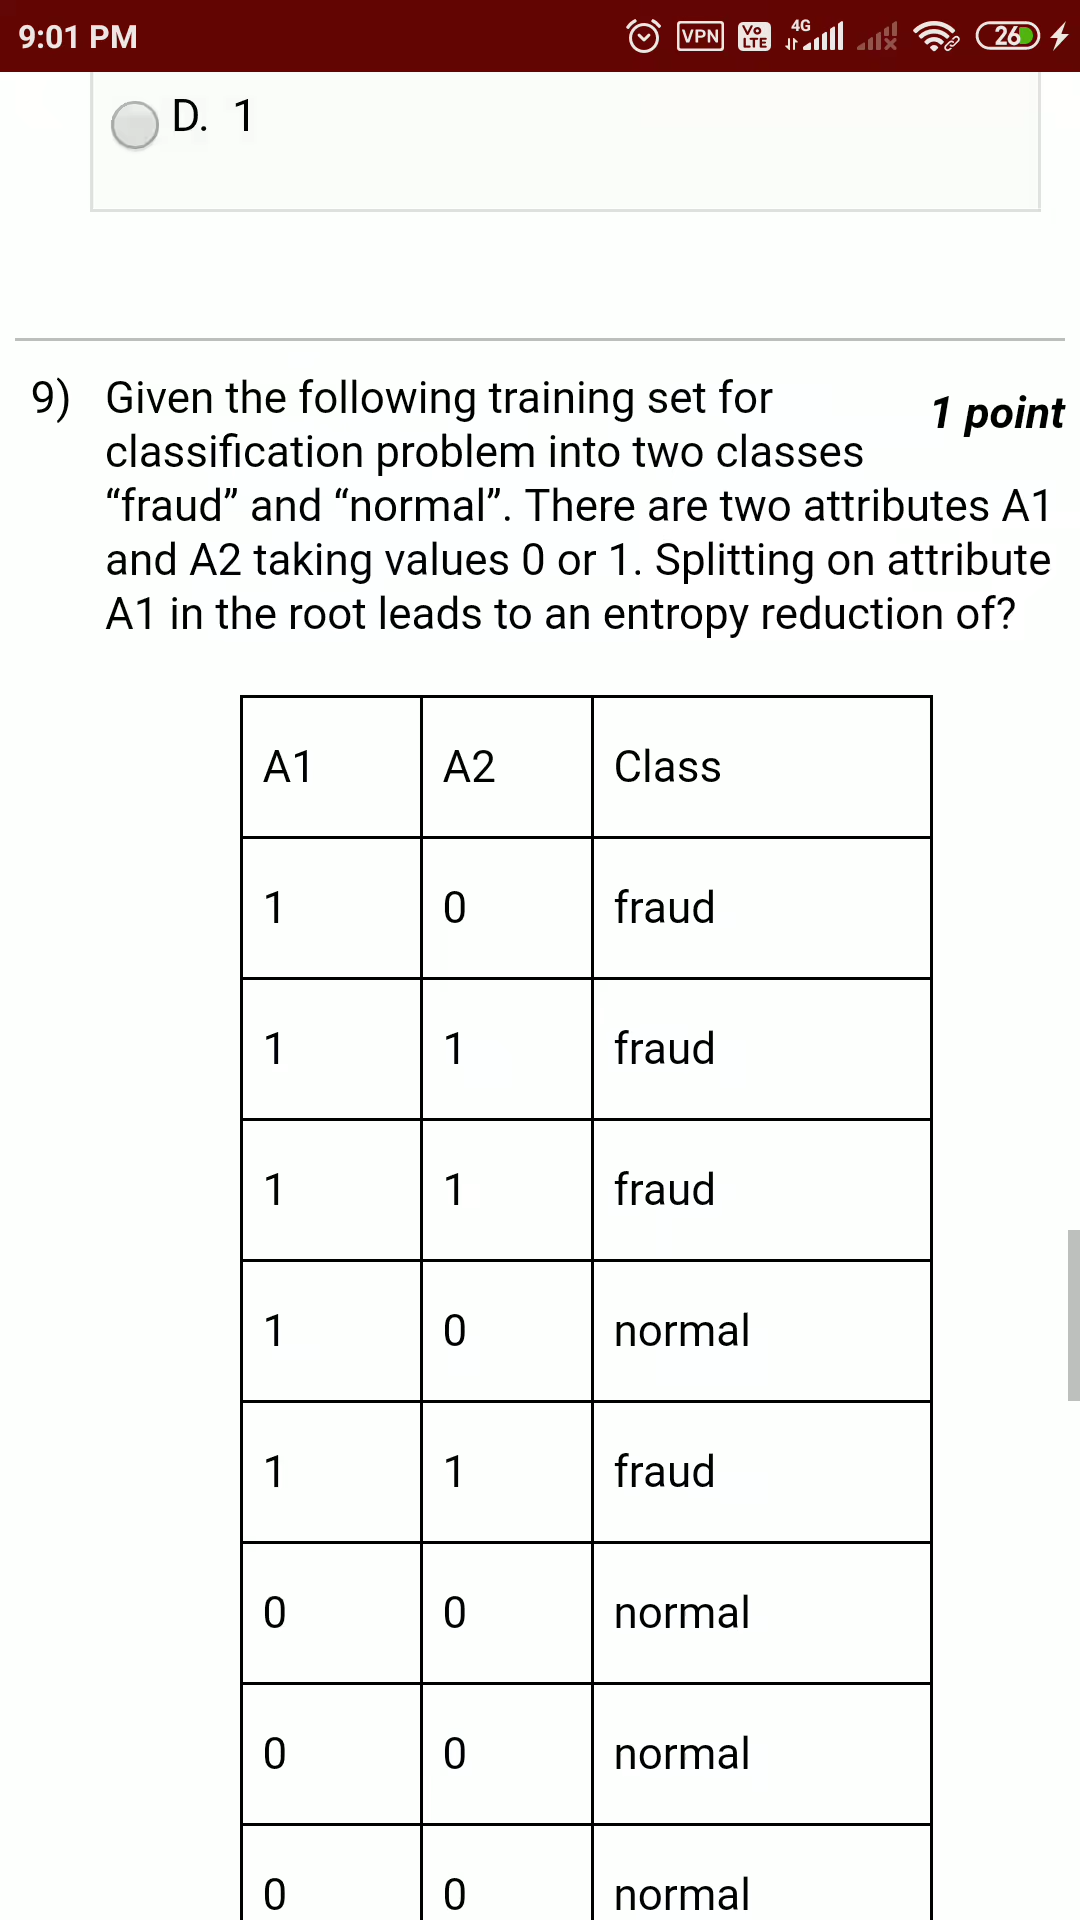 9:01 PM VPN Vo LTE 4G 26
D. 1
9) Given the following training set for 1 point
classification problem into two classes
“fraud” and “normal”. There are two attributes A1
and A2 taking values 0 or 1. Splitting on attribute
A1 in the root leads to an entropy reduction of?
A1 A2 Class
1 0 fraud
1 1 fraud
1 1 fraud
1 0 normal
1 1 fraud
0 0 normal
0 0 normal
0 0 normal